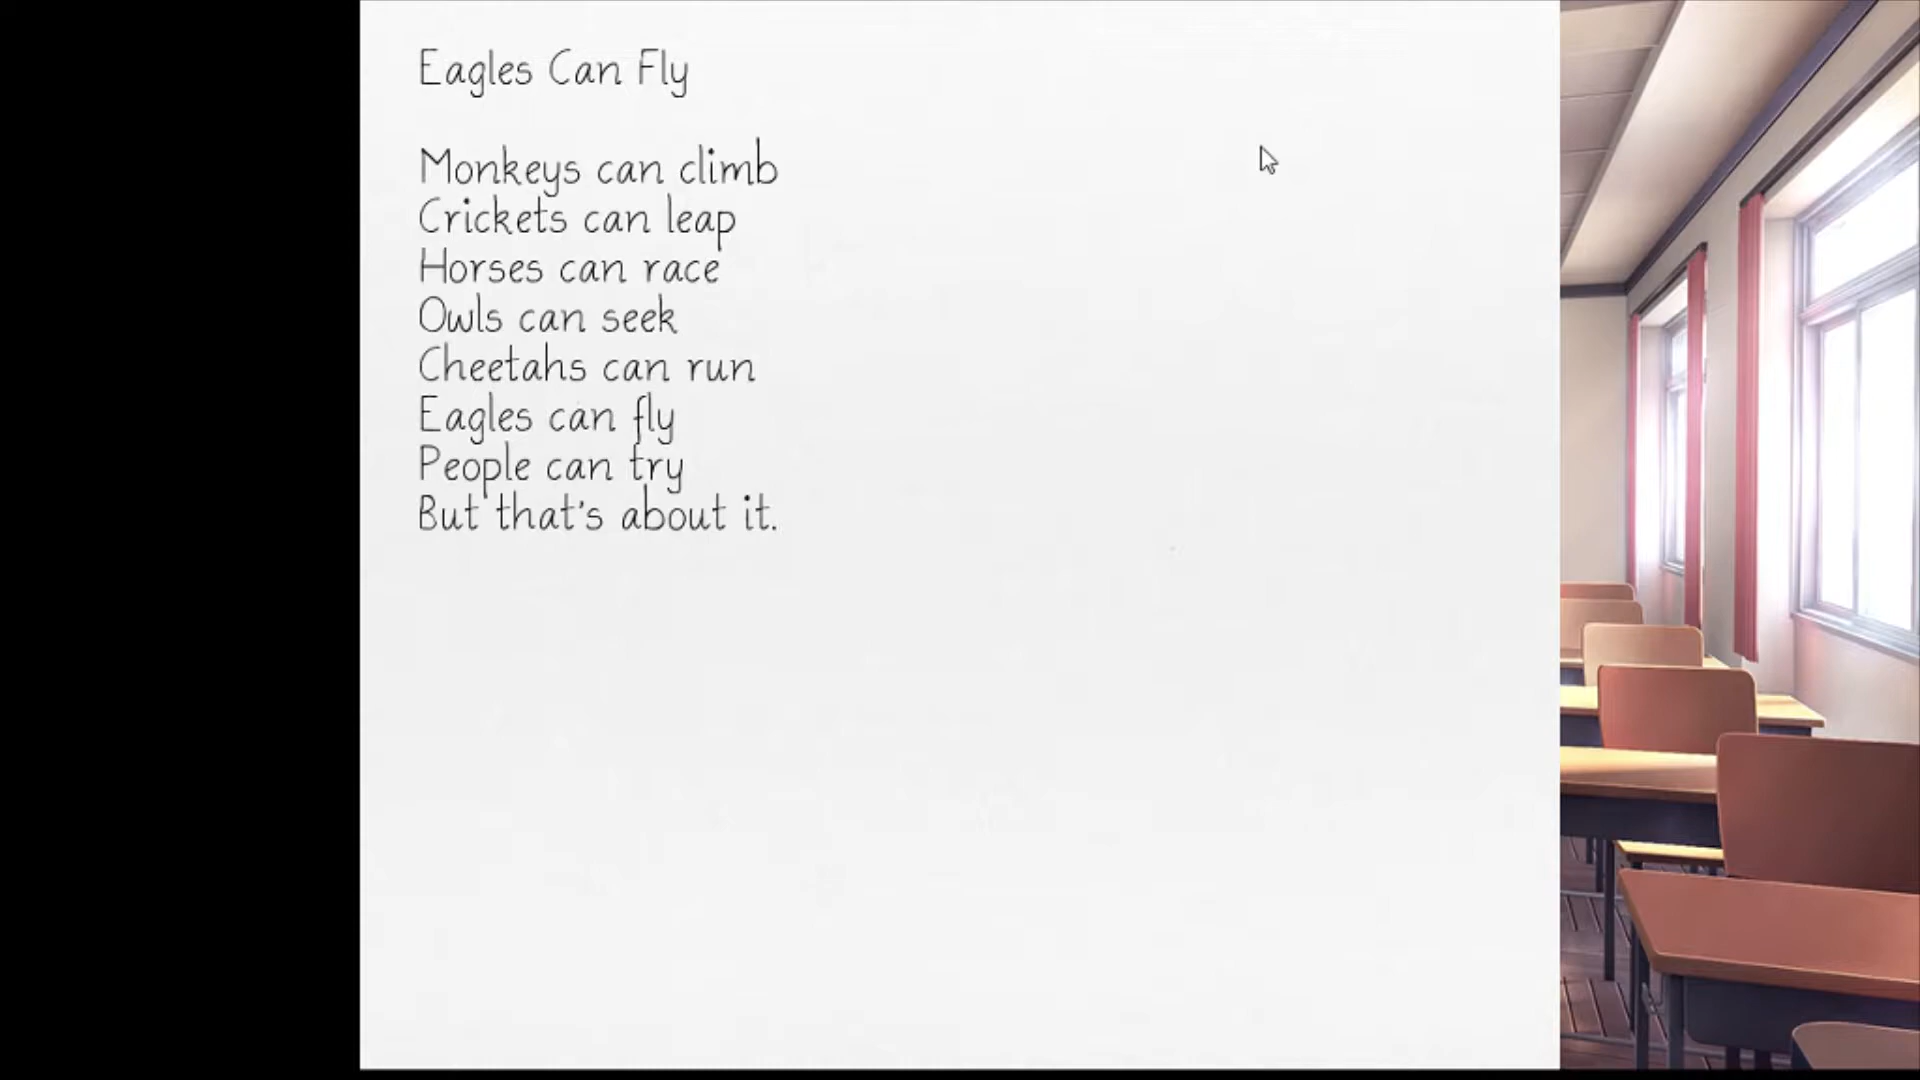 Eagles Can Fly
Monkeys can climb
Crickets can leap
Horses can race
Owls can seek
Cheetahs can run
Eagles can fly
People can try
But that's about it.